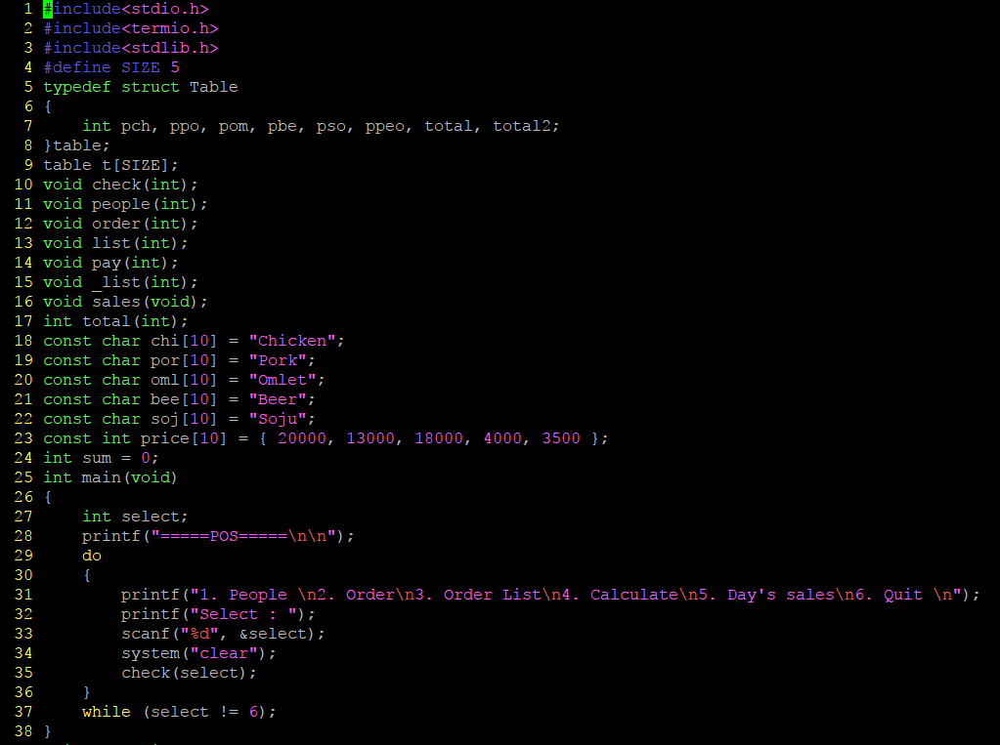 1 #include<stdio.h>
2 #include<termio.h>
3 #include<stdlib.h>
4 #define SIZE 5
5 typedef struct Table
6 {
7     int pch, ppo, pom, pbe, pso, ppeo, total, total2;
8 }table;
9 table t[SIZE];
10 void check(int);
11 void people(int);
12 void order(int);
13 void list(int);
14 void pay(int);
15 void _list(int);
16 void sales(void);
17 int total(int);
18 const char chi[10] = "Chicken";
19 const char por[10] = "Pork";
20 const char oml[10] = "Omlet";
21 const char bee[10] = "Beer";
22 const char soj[10] = "Soju";
23 const int price[10] = { 20000, 13000, 18000, 4000, 3500 };
24 int sum = 0;
25 int main(void)
26 {
27     int select;
28     printf("=====POS=====\n\n");
29     do
30     {
31         printf("1. People \n2. Order\n3. Order List\n4. Calculate\n5. Day's sales\n6. Quit \n");
32         printf("Select : ");
33         scanf("%d", &select);
34         system("clear");
35         check(select);
36     }
37     while (select != 6);
38 }